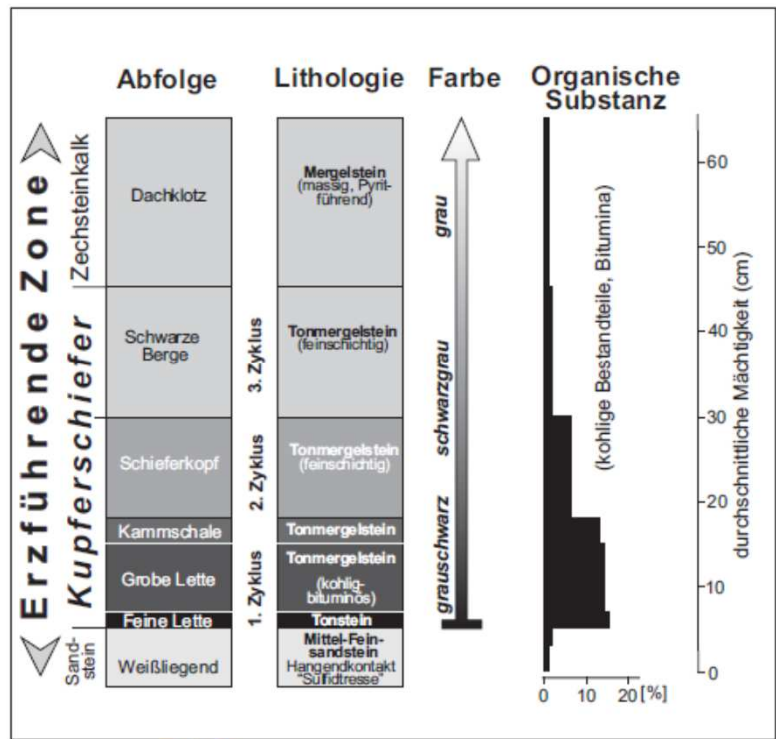 Abfolge
Lithologie
Farbe
Organische
Substanz
Erzführende Zone
Zechsteinkalk
Kupferschiefer
Sand-
stein
Dachklotz
Schwarze
Berge
Schieferkopf
Kammschale
Grobe Lette
Feine Lette
Weißliegend
3. Zyklus
2. Zyklus
1. Zyklus
Mergelstein
(massig, Pyrit-
führend)
Tonmergelstein
(feinschichtig)
Tonmergelstein
(feinschichtig)
Tonmergelstein
Tonmergelstein
(kohlig-
bituminös)
Tonstein
Mittel-Fein-
sandstein
Hangendkontakt
"Sulfidtresse"
grau
schwarzgrau
grauschwarz
(kohlige Bestandteile, Bitumina)
0 10 20 [%]
60
50
40
30
20
10
0
durchschnittliche Mächtigkeit (cm)